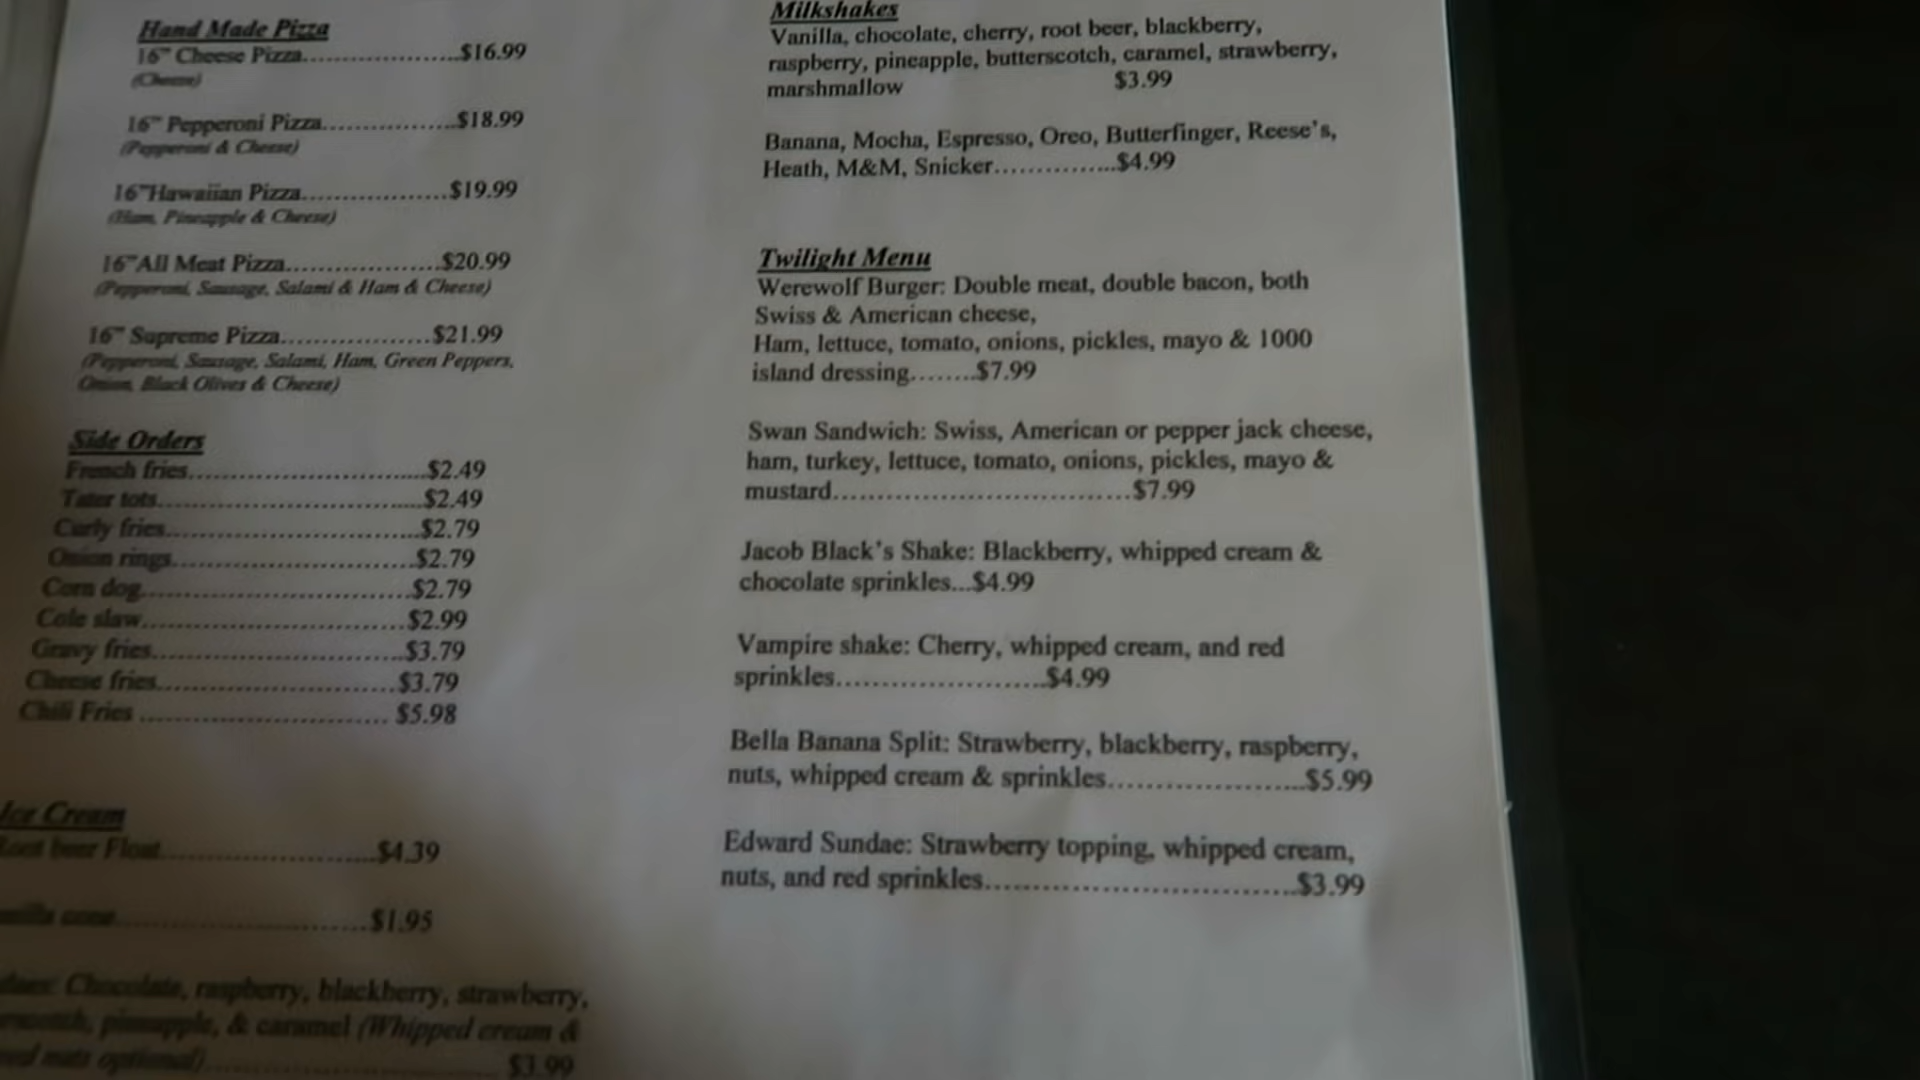 Hand Made Pizza
16" Cheese Pizza....................$16.99
(Cheese)
16" Pepperoni Pizza.................$18.99
(Pepperoni & Cheese)
16"Hawaiian Pizza..................$19.99
(Ham, Pineapple & Cheese)
16"All Meat Pizza...................$20.99
(Pepperoni, Sausage, Salami & Ham & Cheese)
16" Supreme Pizza..................$21.99
(Pepperoni, Sausage, Salami, Ham, Green Peppers,
Onion, Black Olives & Cheese)
Side Orders
French fries..............................$2.49
Tater tots.................................$2.49
Curly fries................................$2.79
Onion rings..............................$2.79
Corn dog..................................$2.79
Cole slaw.................................$2.99
Gravy fries...............................$3.79
Cheese fries.............................$3.79
Chili Fries ............................... $5.98
Ice Cream
beer Float...........................$4.39
cone................................$1.95
Chocolate, raspberry, blackberry, strawberry,
pineapple, & caramel (Whipped cream &
nuts optional)..................................... $3.99
Milkshakes
Vanilla, chocolate, cherry, root beer, blackberry,
raspberry, pineapple, butterscotch, caramel, strawberry,
marshmallow $3.99
Banana, Mocha, Espresso, Oreo, Butterfinger, Reese's,
Heath, M&M, Snicker................$4.99
Twilight Menu
Werewolf Burger: Double meat, double bacon, both
Swiss & American cheese,
Ham, lettuce, tomato, onions, pickles, mayo & 1000
island dressing........$7.99
Swan Sandwich: Swiss, American or pepper jack cheese,
ham, turkey, lettuce, tomato, onions, pickles, mayo &
mustard.................................$7.99
Jacob Black's Shake: Blackberry, whipped cream &
chocolate sprinkles...$4.99
Vampire shake: Cherry, whipped cream, and red
sprinkles.......................$4.99
Bella Banana Split: Strawberry, blackberry, raspberry,
nuts, whipped cream & sprinkles......................$5.99
Edward Sundae: Strawberry topping, whipped cream,
nuts, and red sprinkles..................................$3.99